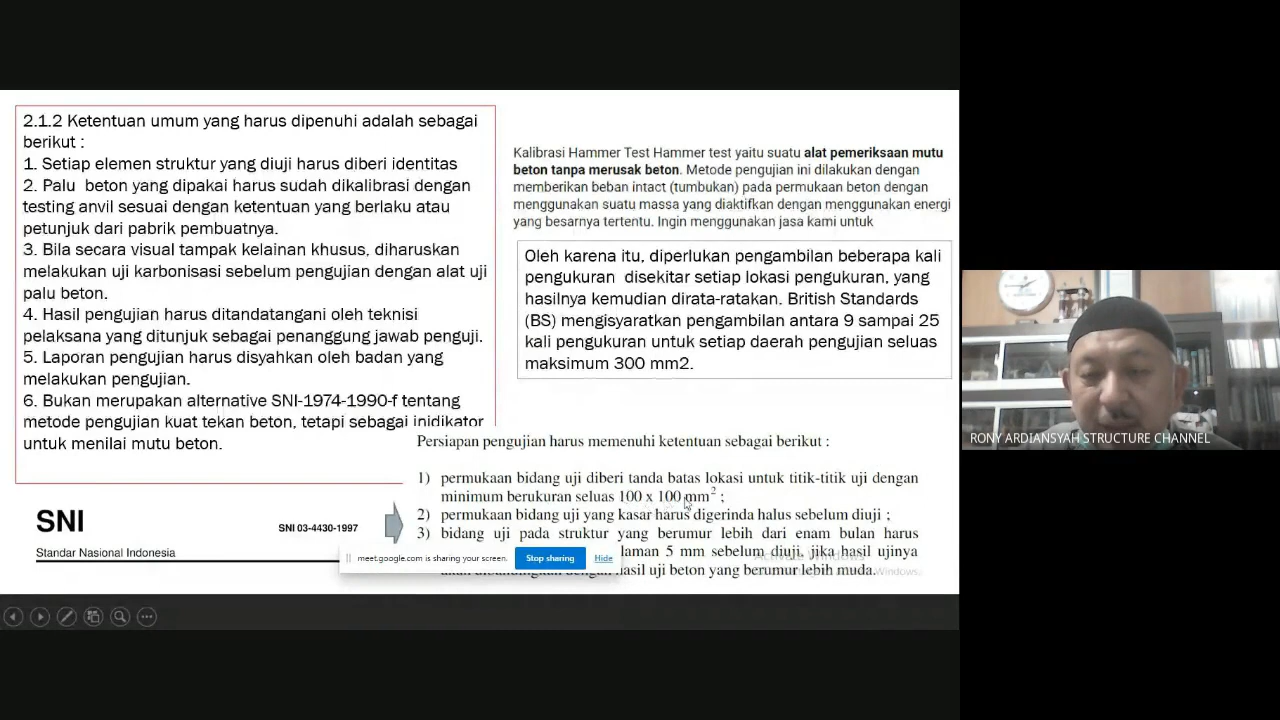 2.1.2 Ketentuan umum yang harus dipenuhi adalah sebagai
berikut :
1. Setiap elemen struktur yang diuji harus diberi identitas
2. Palu beton yang dipakai harus sudah dikalibrasi dengan
testing anvil sesuai dengan ketentuan yang berlaku atau
petunjuk dari pabrik pembuatnya.
3. Bila secara visual tampak kelainan khusus, diharuskan
melakukan uji karbonisasi sebelum pengujian dengan alat uji
palu beton.
4. Hasil pengujian harus ditandatangani oleh teknisi
pelaksana yang ditunjuk sebagai penanggung jawab penguji.
5. Laporan pengujian harus disyahkan oleh badan yang
melakukan pengujian.
6. Bukan merupakan alternative SNI-1974-1990-f tentang
metode pengujian kuat tekan beton, tetapi sebagai inidikator
untuk menilai mutu beton.
SNI
SNI 03-4430-1997
Standar Nasional Indonesia
Kalibrasi Hammer Test Hammer test yaitu suatu alat pemeriksaan mutu
beton tanpa merusak beton. Metode pengujian ini dilakukan dengan
memberikan beban intact (tumbukan) pada permukaan beton dengan
menggunakan suatu massa yang diaktifkan dengan menggunakan energi
yang besarnya tertentu. Ingin menggunakan jasa kami untuk
Oleh karena itu, diperlukan pengambilan beberapa kali
pengukuran disekitar setiap lokasi pengukuran, yang
hasilnya kemudian dirata-ratakan. British Standards
(BS) mengisyaratkan pengambilan antara 9 sampai 25
kali pengukuran untuk setiap daerah pengujian seluas
maksimum 300 mm2.
Persiapan pengujian harus memenuhi ketentuan sebagai berikut :
1) permukaan bidang uji diberi tanda batas lokasi untuk titik-titik uji dengan
minimum berukuran seluas 100 x 100 mm² ;
2) permukaan bidang uji yang kasar harus digerinda halus sebelum diuji ;
3) bidang uji pada struktur yang berumur lebih dari enam bulan harus
laman 5 mm sebelum diuji, jika hasil ujinya
hasil uji beton yang berumur lebih muda.
meet.google.com is sharing your screen.
Stop sharing
Hide
RONY ARDIANSYAH STRUCTURE CHANNEL